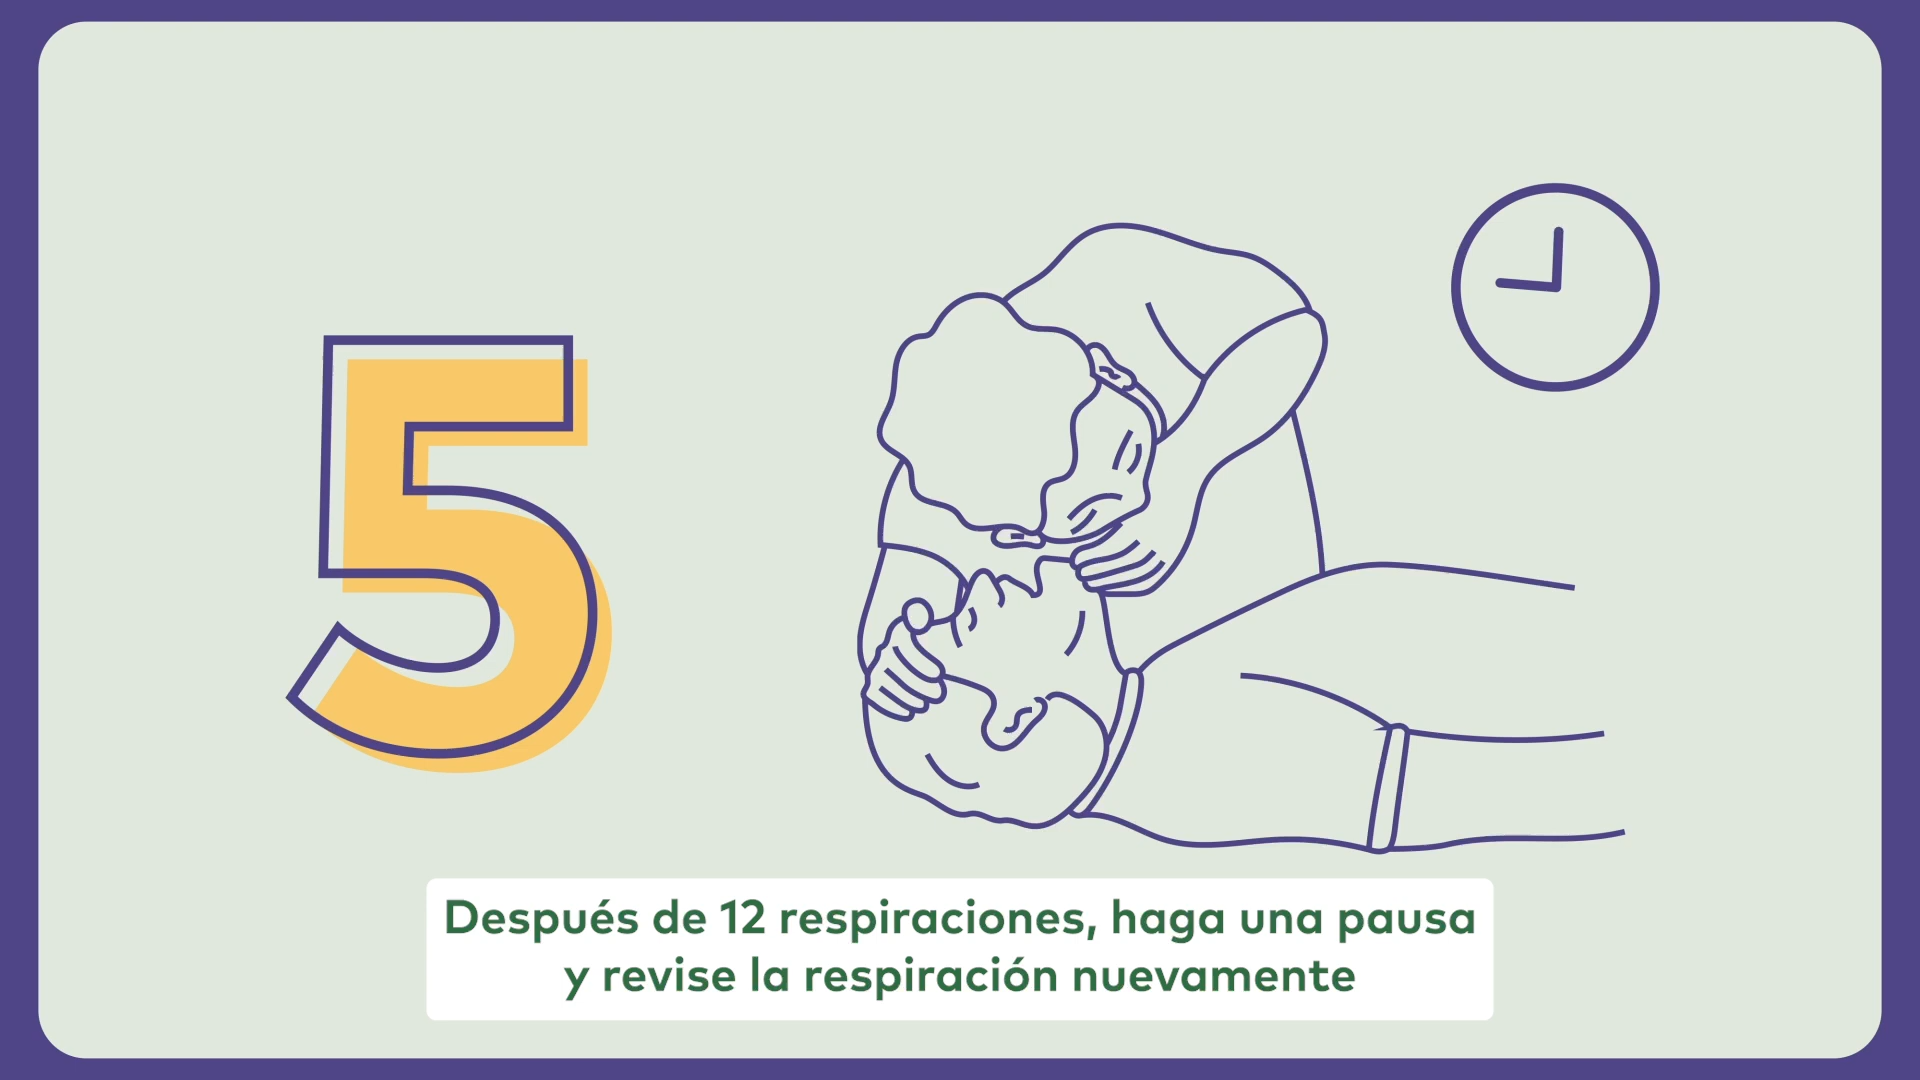 5
Después de 12 respiraciones, haga una pausa
y revise la respiración nuevamente